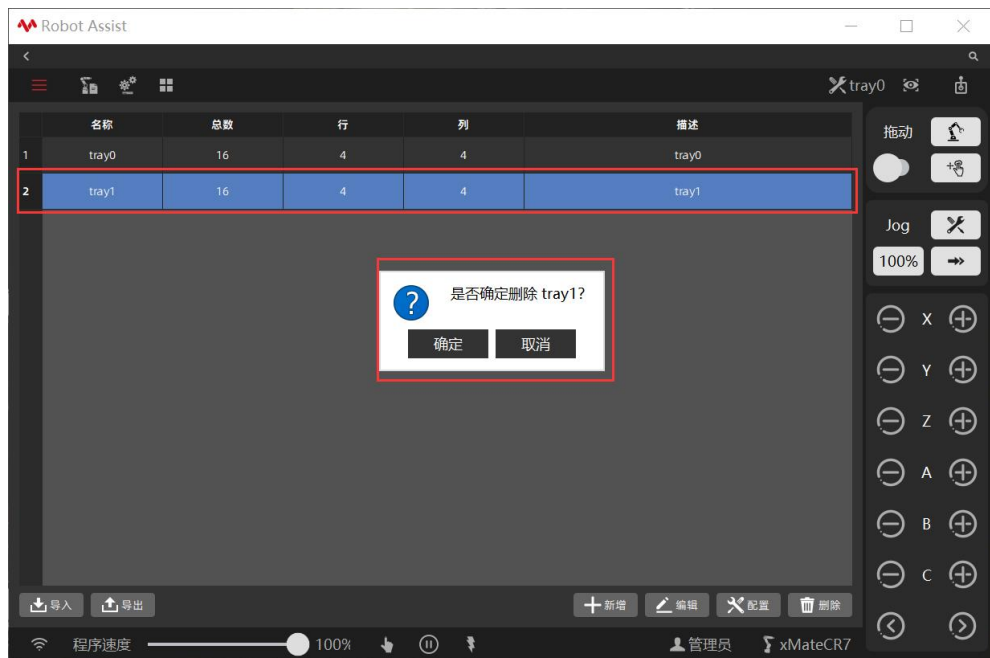 Robot Assist
tray0
名称 总数 行 列 描述
1 tray0 16 4 4 tray0
2 tray1 16 4 4 tray1
拖动
Jog
100%
是否确定删除 tray1?
确定 取消
X
Y
Z
A
B
C
导入 导出 新增 编辑 配置 删除
程序速度 100% 管理员 xMateCR7